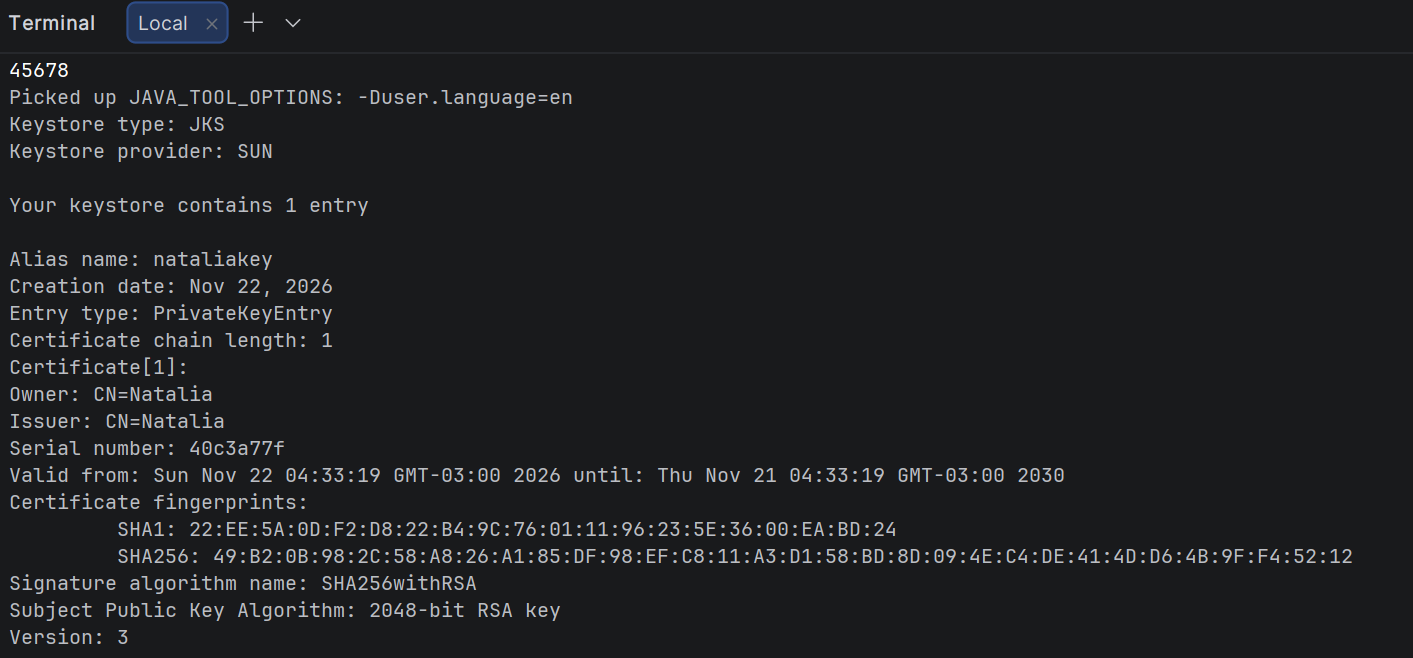 Terminal Local
45678
Picked up JAVA_TOOL_OPTIONS: -Duser.language=en
Keystore type: JKS
Keystore provider: SUN
Your keystore contains 1 entry
Alias name: nataliakey
Creation date: Nov 22, 2026
Entry type: PrivateKeyEntry
Certificate chain length: 1
Certificate[1]:
Owner: CN=Natalia
Issuer: CN=Natalia
Serial number: 40c3a77f
Valid from: Sun Nov 22 04:33:19 GMT-03:00 2026 until: Thu Nov 21 04:33:19 GMT-03:00 2030
Certificate fingerprints:
SHA1: 22:EE:5A:0D:F2:D8:22:B4:9C:76:01:11:96:23:5E:36:00:EA:BD:24
SHA256: 49:B2:0B:98:2C:58:A8:26:A1:85:DF:98:EF:C8:11:A3:D1:58:BD:8D:09:4E:C4:DE:41:4D:D6:4B:9F:F4:52:12
Signature algorithm name: SHA256withRSA
Subject Public Key Algorithm: 2048-bit RSA key
Version: 3